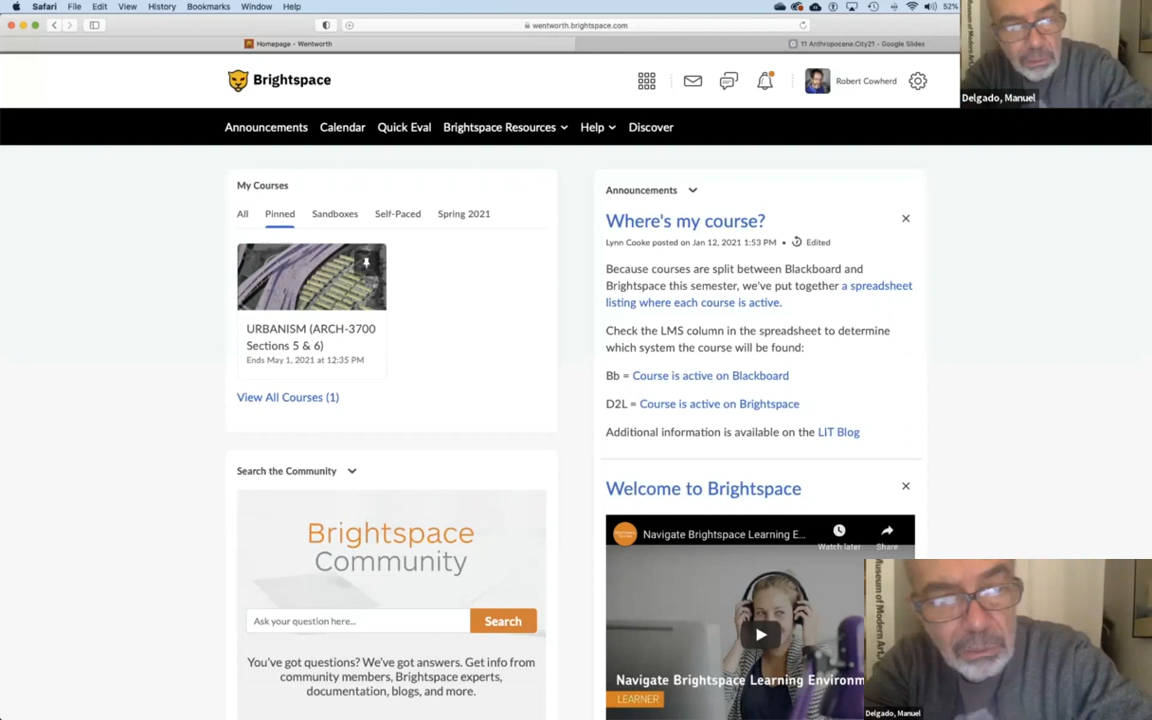 Safari File Edit View History Bookmarks Window Help 52%
wentworth.brightspace.com
Homepage - Wentworth
11 Anthropocene.City21 - Google Slides
Brightspace
Robert Cowherd
Announcements Calendar Quick Eval Brightspace Resources Help Discover
My Courses
All Pinned Sandboxes Self-Paced Spring 2021
URBANISM (ARCH-3700
Sections 5 & 6)
Ends May 1, 2021 at 12:35 PM
View All Courses (1)
Search the Community
Brightspace
Community
Ask your question here...
Search
You've got questions? We've got answers. Get info from
community members, Brightspace experts,
documentation, blogs, and more.
Announcements
Where's my course?
Lynn Cooke posted on Jan 12, 2021 1:53 PM • Edited
Because courses are split between Blackboard and
Brightspace this semester, we've put together a spreadsheet
listing where each course is active.
Check the LMS column in the spreadsheet to determine
which system the course will be found:
Bb = Course is active on Blackboard
D2L = Course is active on Brightspace
Additional information is available on the LIT Blog
Welcome to Brightspace
Navigate Brightspace Learning E...
Watch later
Share
Navigate Brightspace Learning Environm
LEARNER
Museum of Modern Art,
Delgado, Manuel
Museum of Modern Art,
Delgado, Manuel